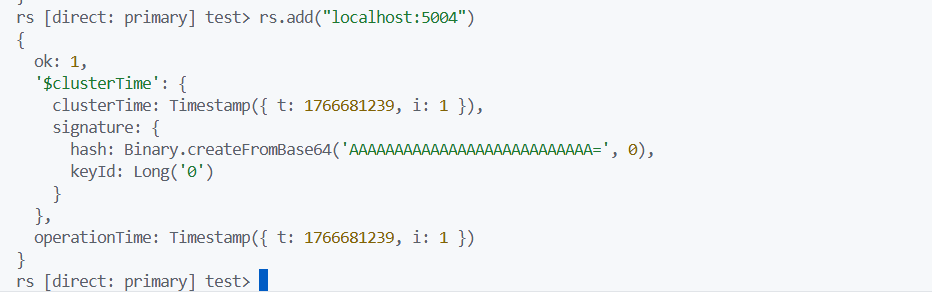 }
rs [direct: primary] test> rs.add("localhost:5004")
{
  ok: 1,
  '$clusterTime': {
    clusterTime: Timestamp({ t: 1766681239, i: 1 }),
    signature: {
      hash: Binary.createFromBase64('AAAAAAAAAAAAAAAAAAAAAAAAAAA=', 0),
      keyId: Long('0')
    }
  },
  operationTime: Timestamp({ t: 1766681239, i: 1 })
}
rs [direct: primary] test>